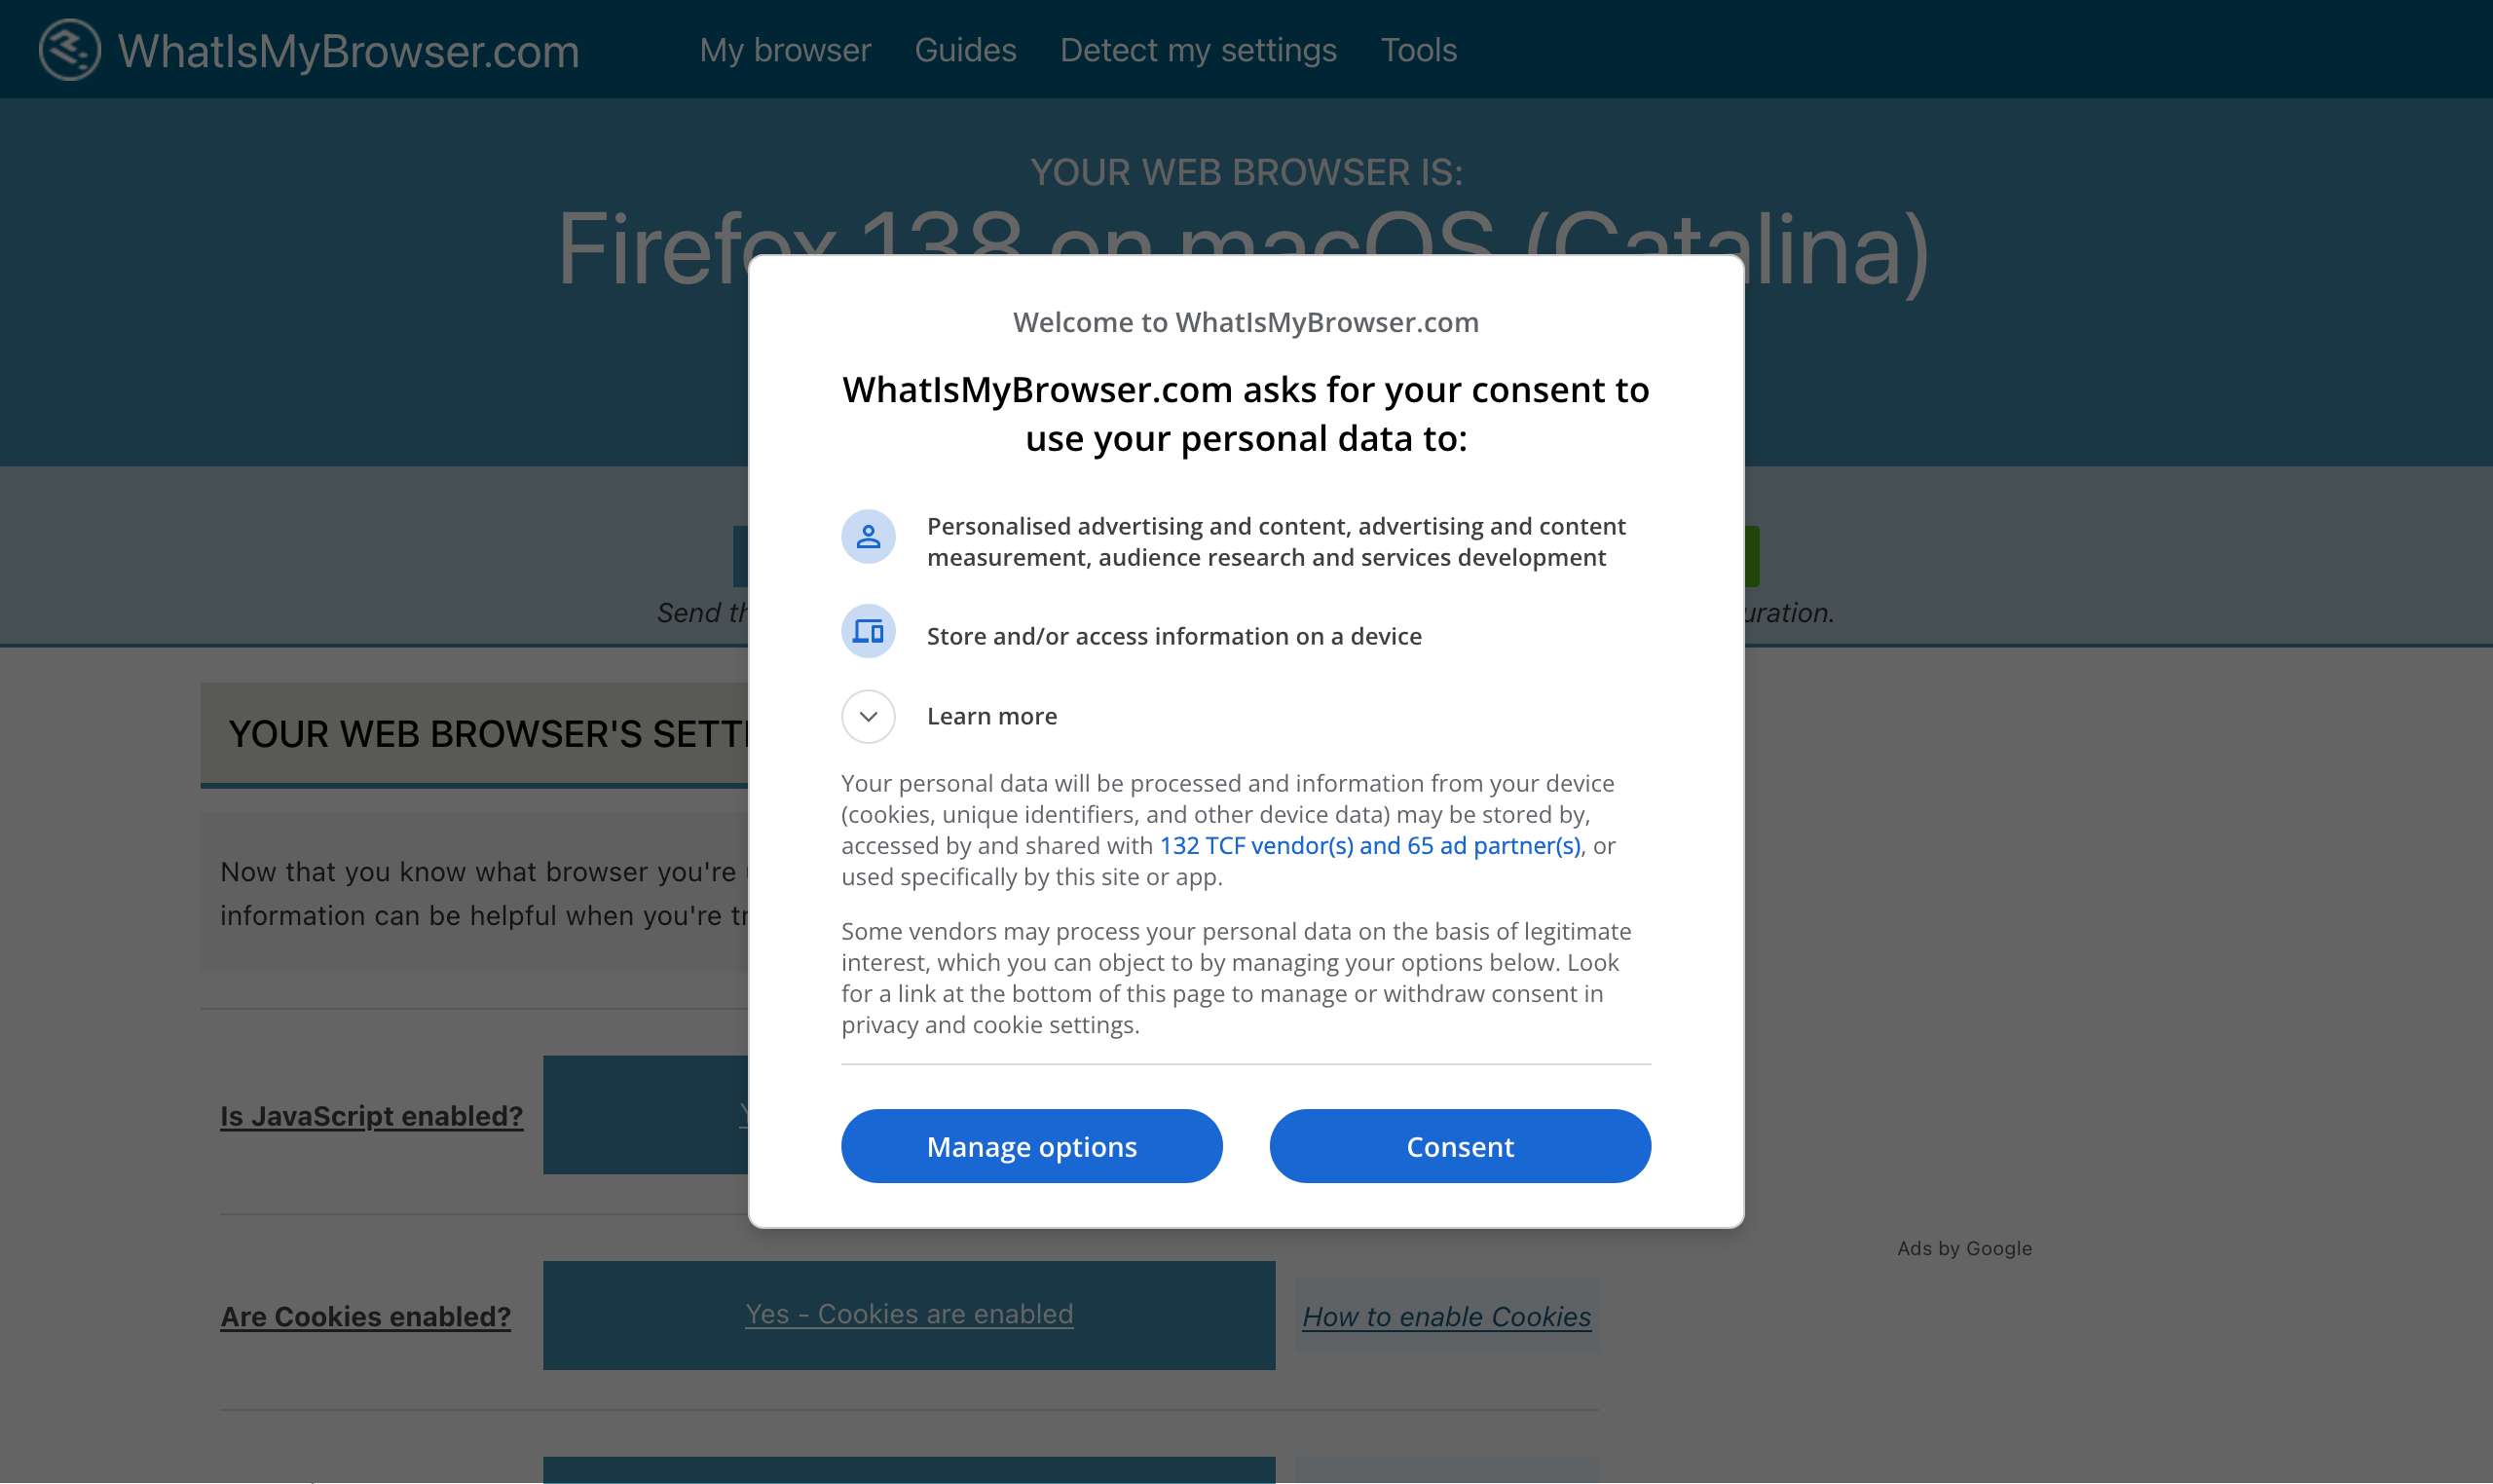 WhatIsMyBrowser.com
My browser Guides Detect my settings Tools
YOUR WEB BROWSER IS:
Firefox 138 on macOS (Catalina)
Welcome to WhatIsMyBrowser.com
WhatIsMyBrowser.com asks for your consent to
use your personal data to:
Personalised advertising and content, advertising and content
measurement, audience research and services development
Store and/or access information on a device
Learn more
Your personal data will be processed and information from your device
(cookies, unique identifiers, and other device data) may be stored by,
accessed by and shared with 132 TCF vendor(s) and 65 ad partner(s), or
used specifically by this site or app.
Some vendors may process your personal data on the basis of legitimate
interest, which you can object to by managing your options below. Look
for a link at the bottom of this page to manage or withdraw consent in
privacy and cookie settings.
Manage options
Consent
Send
YOUR WEB BROWSER'S
Now that you know what browser you're
information can be helpful when you're
Is JavaScript enabled?
Are Cookies enabled?
Yes - Cookies are enabled
How to enable Cookies
Ads by Google